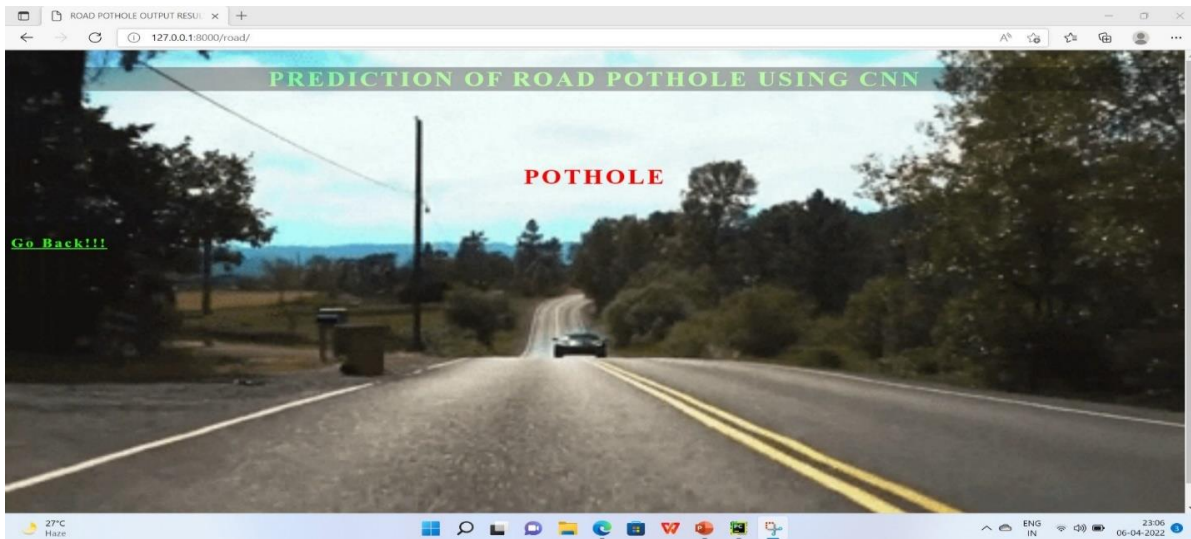 ROAD POTHOLE OUTPUT RESUL
127.0.0.1:8000/road/
PREDICTION OF ROAD POTHOLE USING CNN
POTHOLE
Go Back!!!
27°C
Haze
ENG
IN
23:06
06-04-2022